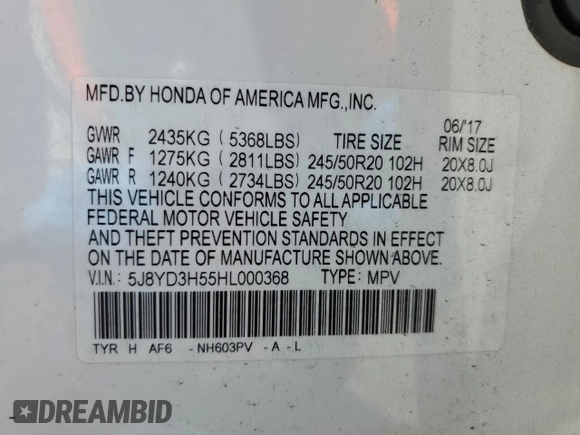 MFD.BY HONDA OF AMERICA MFG.,INC.
06/'17
GVWR 2435KG ( 5368LBS) TIRE SIZE RIM SIZE
GAWR F 1275KG ( 2811LBS) 245/50R20 102H 20X8.0J
GAWR R 1240KG ( 2734LBS) 245/50R20 102H 20X8.0J
THIS VEHICLE CONFORMS TO ALL APPLICABLE
FEDERAL MOTOR VEHICLE SAFETY
AND THEFT PREVENTION STANDARDS IN EFFECT
ON THE DATE OF MANUFACTURE SHOWN ABOVE.
V.I.N.: 5J8YD3H55HL000368 TYPE: MPV
TYR H AF6 -NH603PV -A-L
DREAMBID